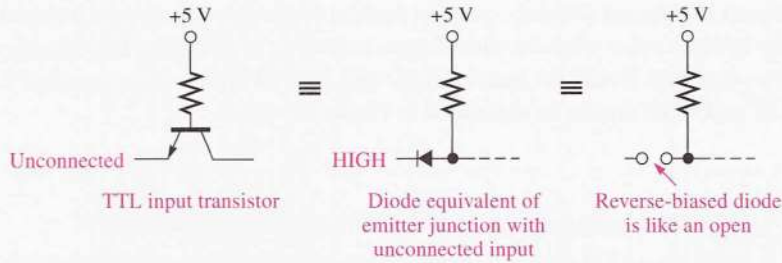 +5 V
+5 V
+5 V
≡
≡
Unconnected
HIGH
TTL input transistor
Diode equivalent of
emitter junction with
unconnected input
Reverse-biased diode
is like an open